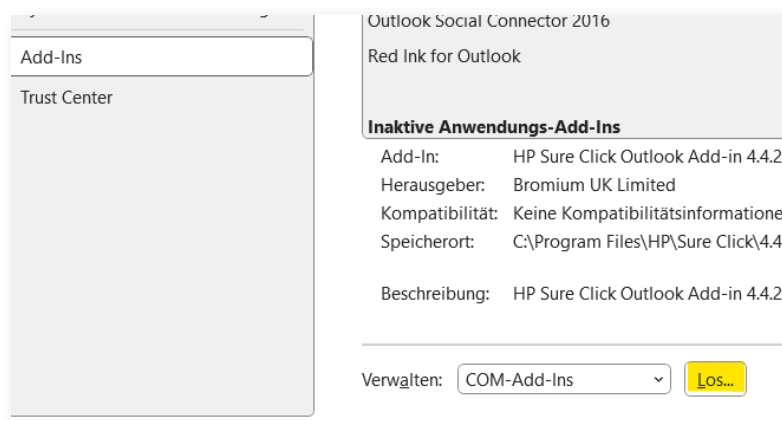 Outlook Social Connector 2016
Add-Ins
Red Ink for Outlook
Trust Center
Inaktive Anwendungs-Add-Ins
Add-In: HP Sure Click Outlook Add-in 4.4.2
Herausgeber: Bromium UK Limited
Kompatibilität: Keine Kompatibilitätsinformatione
Speicherort: C:\Program Files\HP\Sure Click\4.4
Beschreibung: HP Sure Click Outlook Add-in 4.4.2
Verwalten: COM-Add-Ins Los...